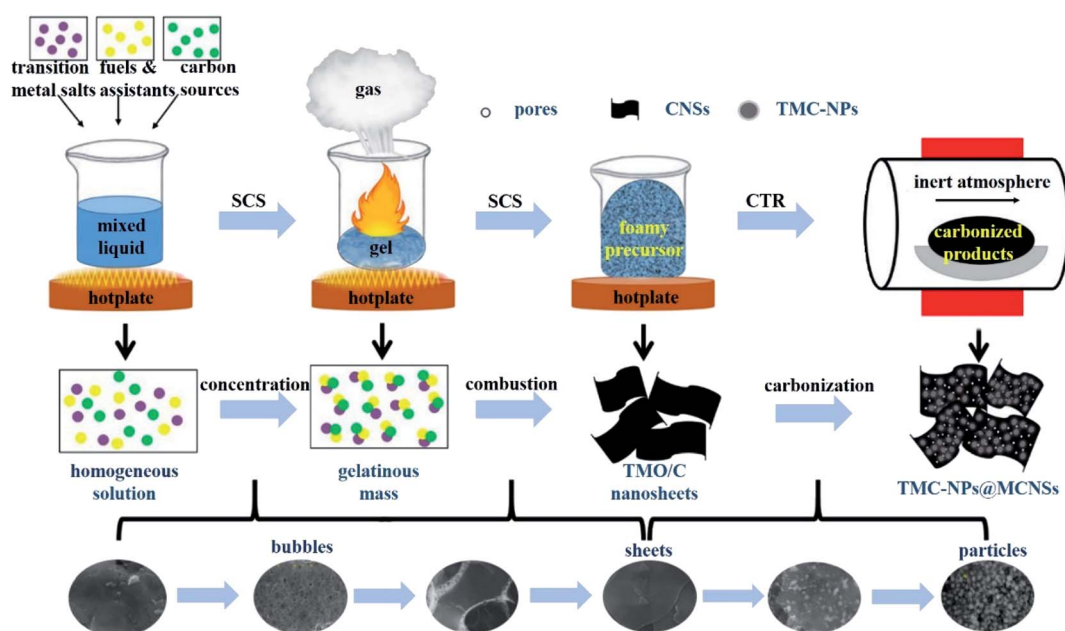 transition
metal salts
fuels &
assistants
carbon
sources
gas
pores
CNSs
TMC-NPs
mixed
liquid
hotplate
SCS
gel
hotplate
SCS
foamy
precursor
hotplate
CTR
inert atmosphere
carbonized
products
concentration
combustion
carbonization
homogeneous
solution
gelatinous
mass
TMO/C
nanosheets
TMC-NPs@MCNSs
bubbles
sheets
particles